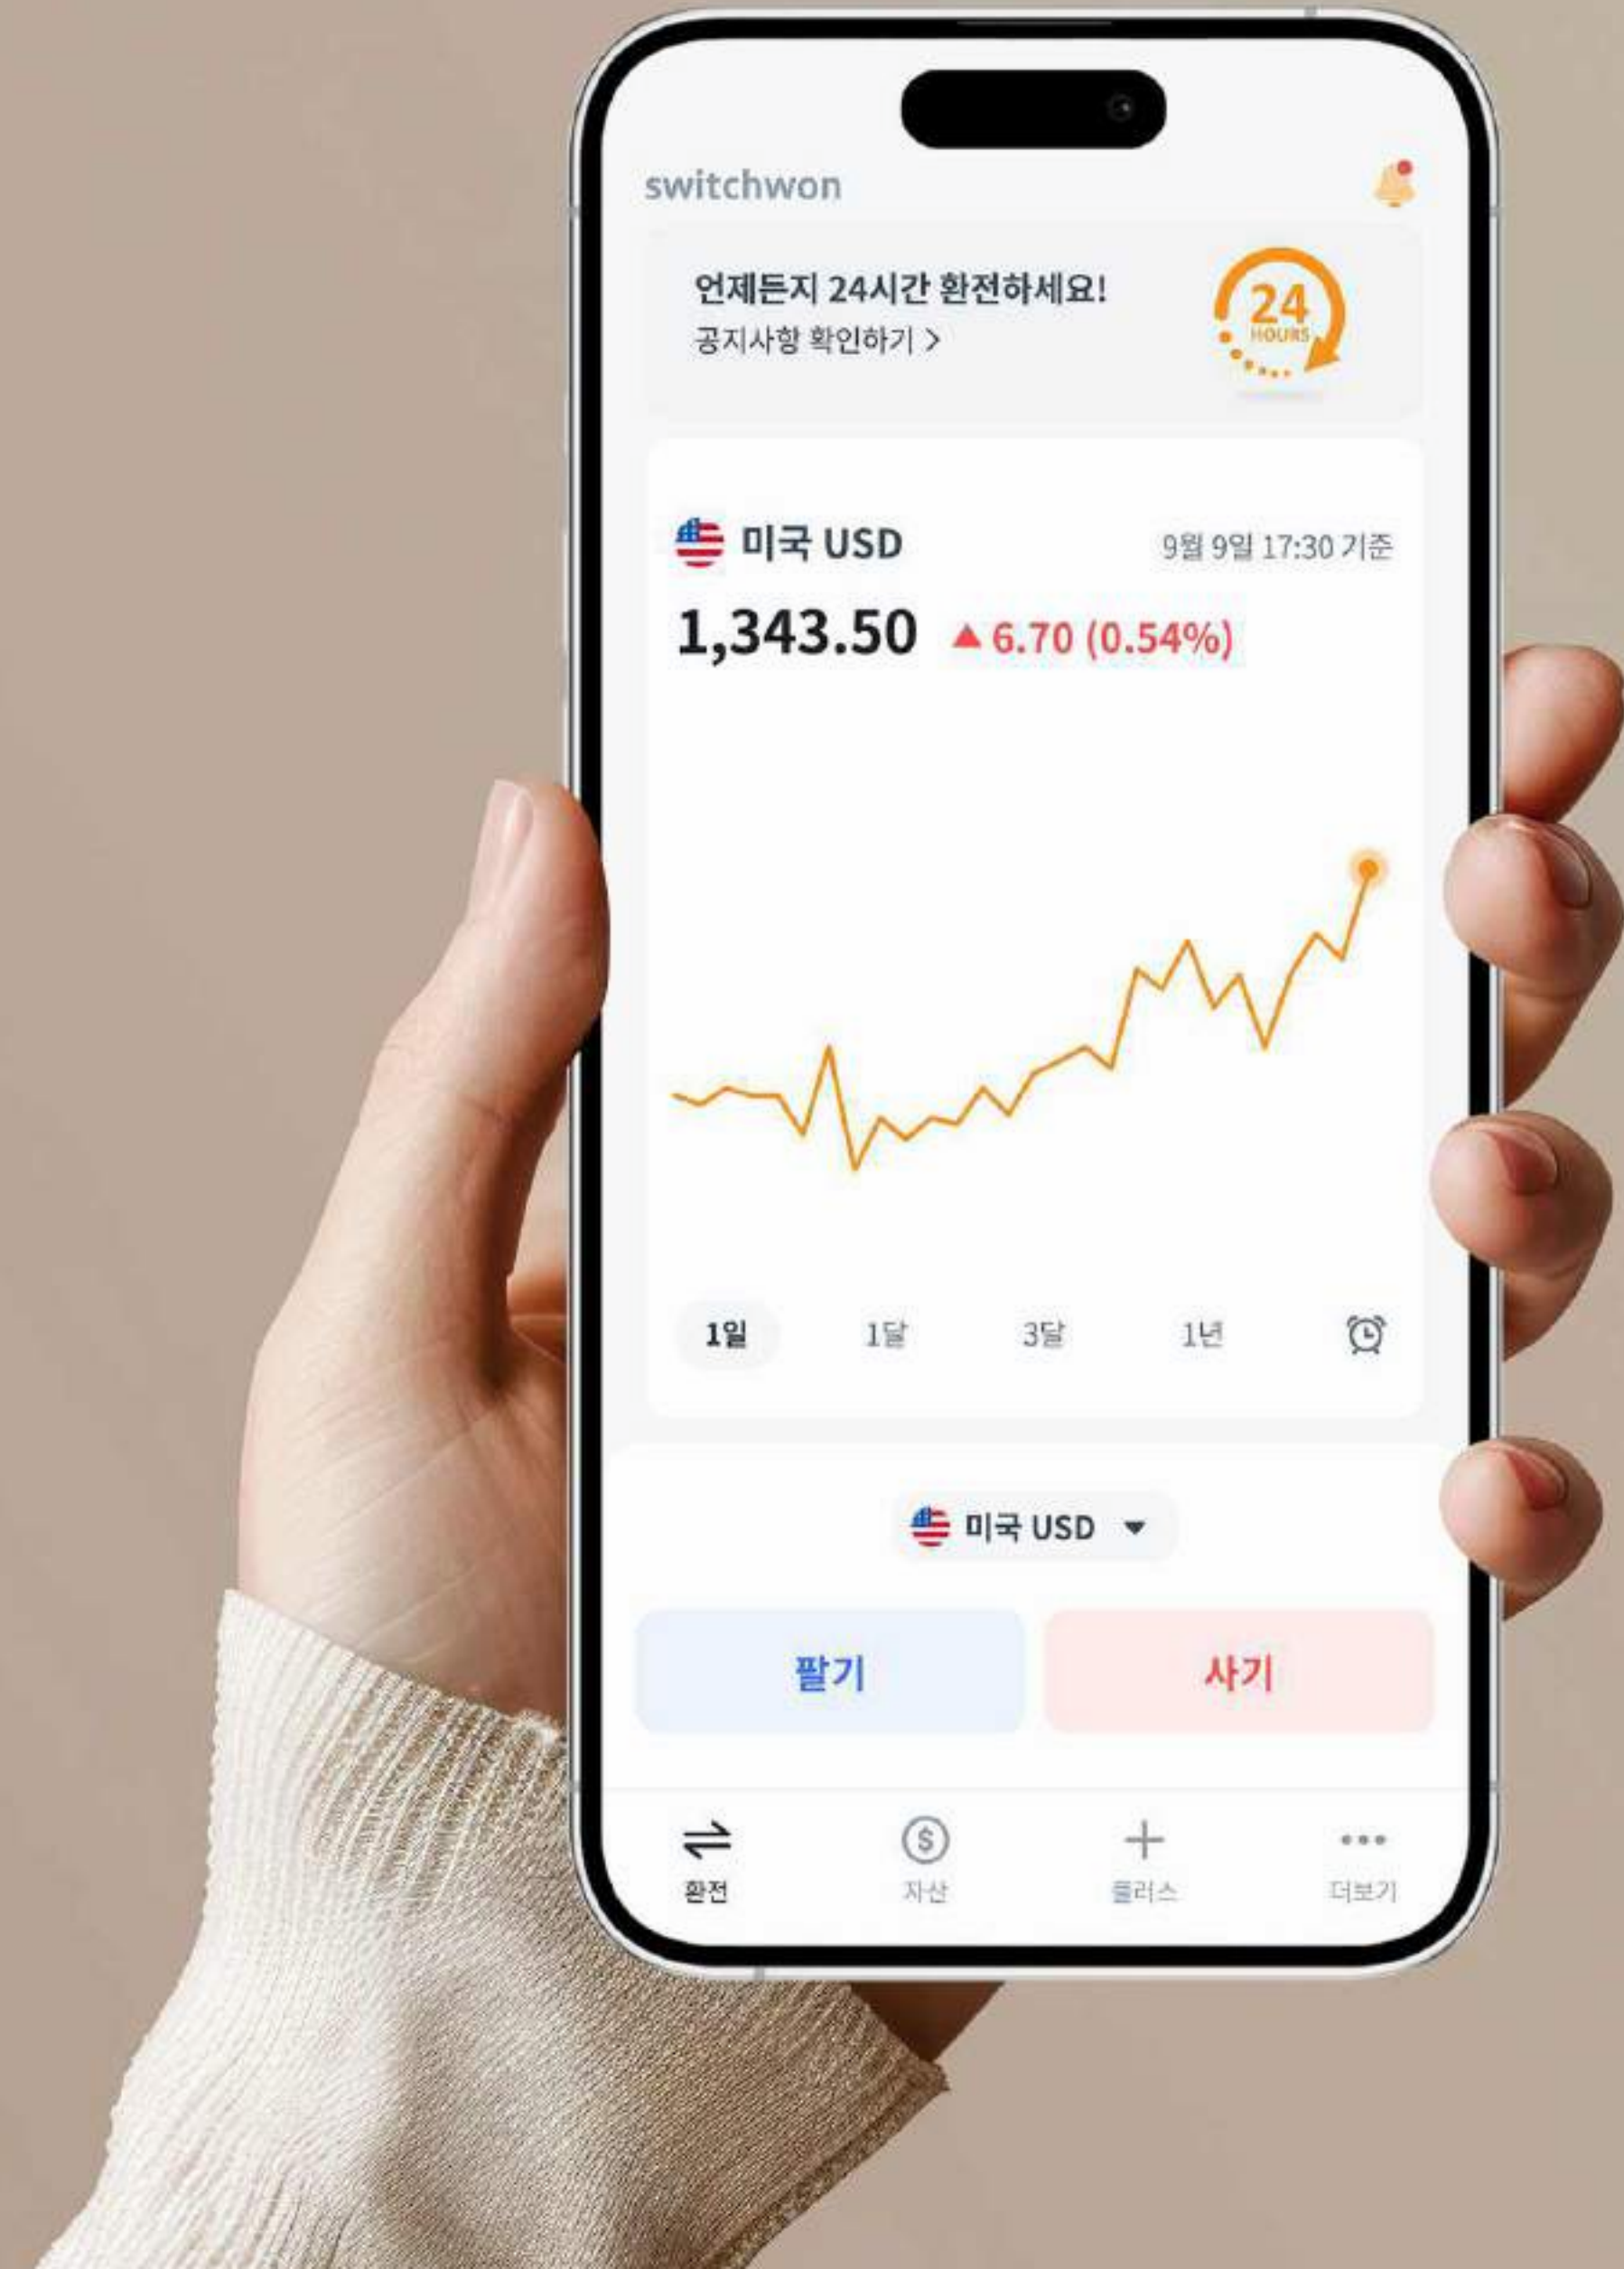 switchwon
언제든지 24시간 환전하세요!
공지사항 확인하기 >
24
HOURS
미국 USD
9월 9일 17:30 기준
1,343.50 ▲ 6.70 (0.54%)
1일 1달 3달 1년
미국 USD
팔기 사기
환전 자산 플러스 더보기